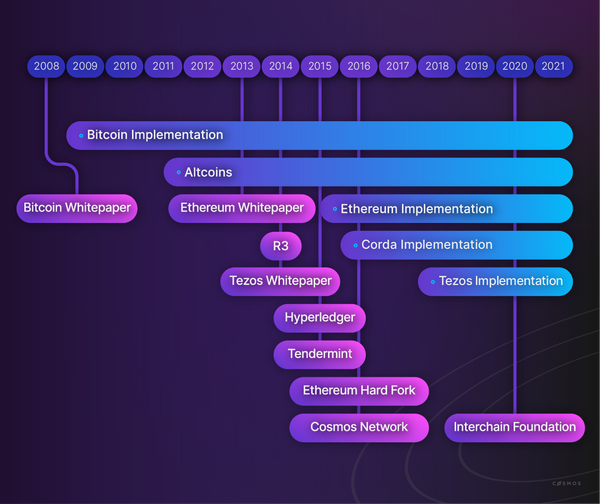 2008 2009 2010 2011 2012 2013 2014 2015 2016 2017 2018 2019 2020 2021
Bitcoin Implementation
Altcoins
Bitcoin Whitepaper Ethereum Whitepaper Ethereum Implementation
R3 Corda Implementation
Tezos Whitepaper Tezos Implementation
Hyperledger
Tendermint
Ethereum Hard Fork
Cosmos Network Interchain Foundation
COSMOS